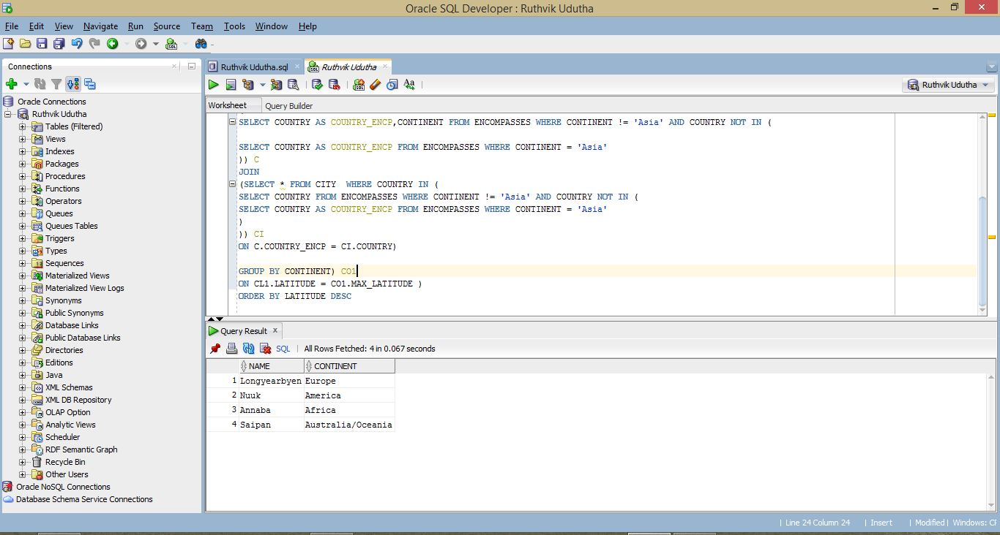 Oracle SQL Developer : Ruthvik Udutha
File Edit View Navigate Run Source Team Tools Window Help
Connections
Oracle Connections
Ruthvik Udutha
Tables (Filtered)
Views
Indexes
Packages
Procedures
Functions
Operators
Queues
Queues Tables
Triggers
Types
Sequences
Materialized Views
Materialized View Logs
Synonyms
Public Synonyms
Database Links
Public Database Links
Directories
Editions
Java
XML Schemas
XML DB Repository
OLAP Option
Analytic Views
Scheduler
RDF Semantic Graph
Recycle Bin
Other Users
Oracle NoSQL Connections
Database Schema Service Connections
Ruthvik Udutha.sql Ruthvik Udutha
Ruthvik Udutha
Worksheet Query Builder
SELECT COUNTRY AS COUNTRY_ENCP,CONTINENT FROM ENCOMPASSES WHERE CONTINENT != 'Asia' AND COUNTRY NOT IN (
SELECT COUNTRY AS COUNTRY_ENCP FROM ENCOMPASSES WHERE CONTINENT = 'Asia'
)) C
JOIN
(SELECT * FROM CITY  WHERE COUNTRY IN (
SELECT COUNTRY FROM ENCOMPASSES WHERE CONTINENT != 'Asia' AND COUNTRY NOT IN (
SELECT COUNTRY AS COUNTRY_ENCP FROM ENCOMPASSES WHERE CONTINENT = 'Asia'
)
)) CI
ON C.COUNTRY_ENCP = CI.COUNTRY)
GROUP BY CONTINENT) CO1
ON CL1.LATITUDE = CO1.MAX_LATITUDE )
ORDER BY LATITUDE DESC
Query Result x
SQL | All Rows Fetched: 4 in 0.067 seconds
NAME CONTINENT
1 Longyearbyen Europe
2 Nuuk America
3 Annaba Africa
4 Saipan Australia/Oceania
| Line 24 Column 24 | Insert | Modified | Windows: CF